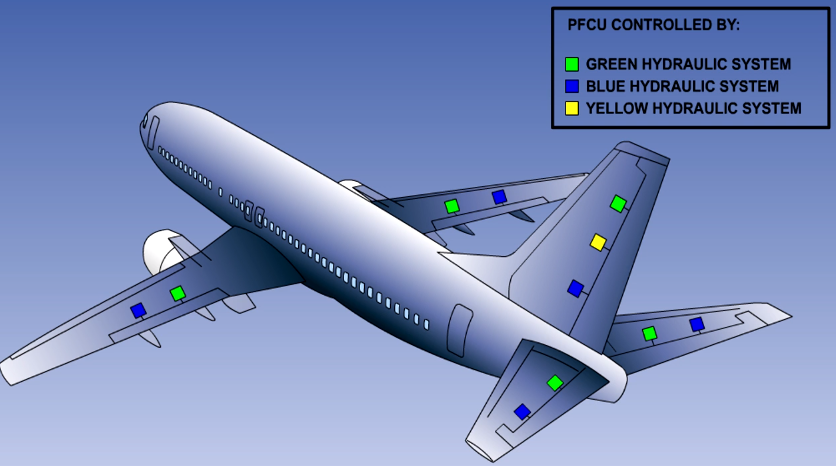 PFCU CONTROLLED BY:
GREEN HYDRAULIC SYSTEM
BLUE HYDRAULIC SYSTEM
YELLOW HYDRAULIC SYSTEM